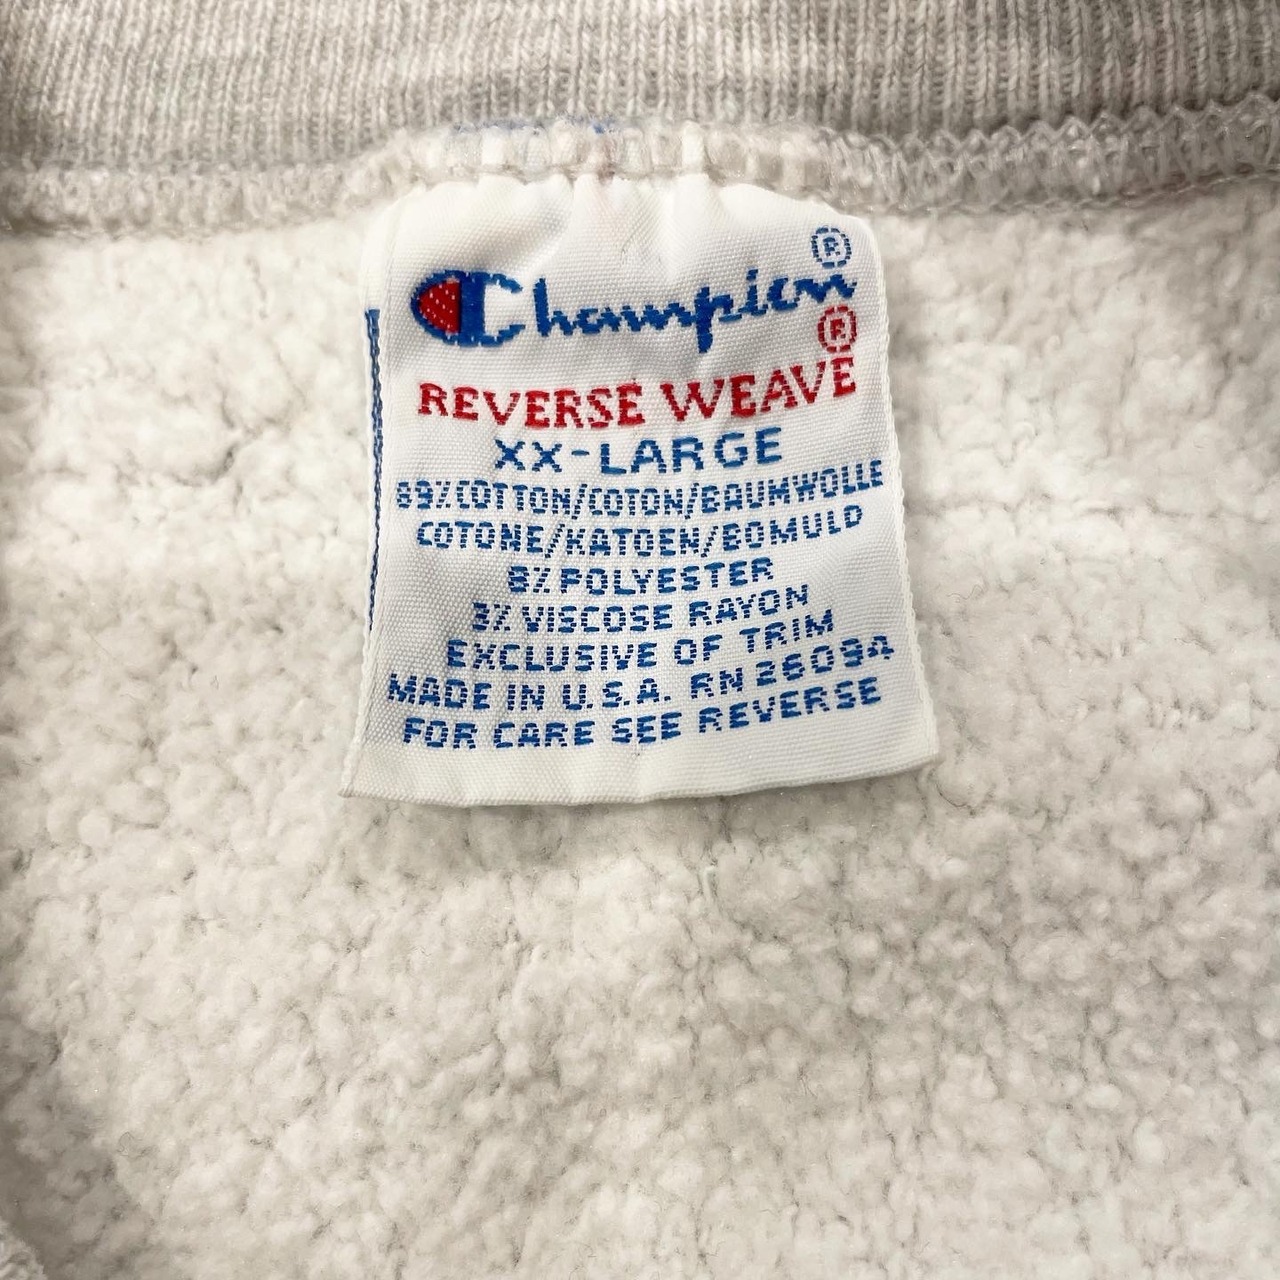 Champion®
REVERSE WEAVE®
XX-LARGE
89% COTTON/COTON/BAUMWOLLE
COTONE/KATOEN/BOMULD
8% POLYESTER
3% VISCOSE RAYON
EXCLUSIVE OF TRIM
MADE IN U.S.A. RN 26094
FOR CARE SEE REVERSE